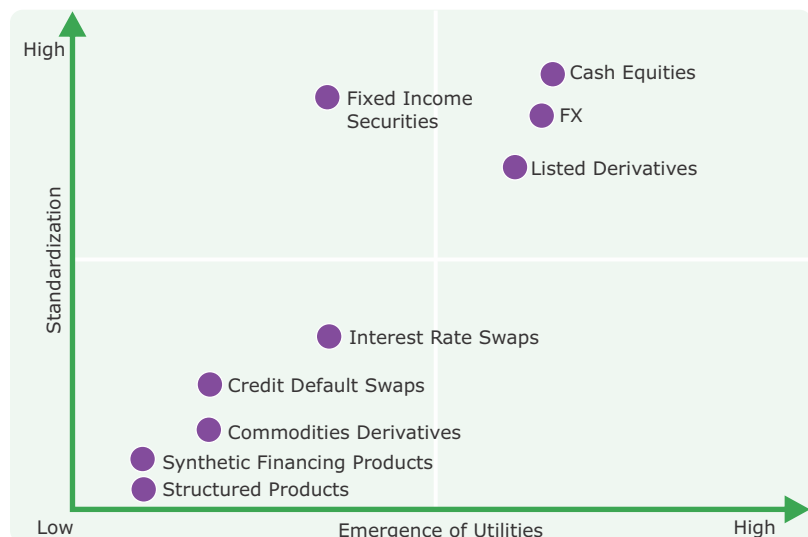 High
Cash Equities
Fixed Income
Securities
FX
Listed Derivatives
Standardization
Interest Rate Swaps
Credit Default Swaps
Commodities Derivatives
Synthetic Financing Products
Structured Products
Low
Emergence of Utilities
High